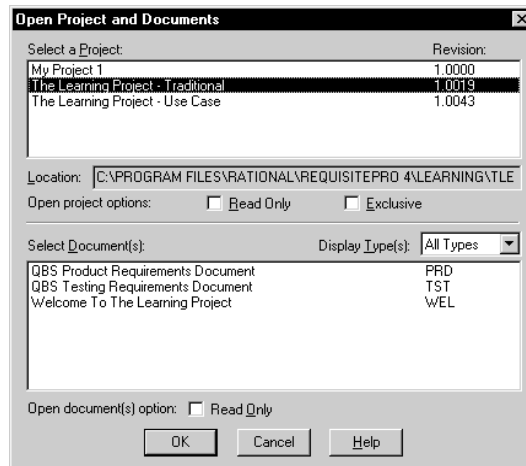 Open Project and Documents
Select a Project: Revision:
My Project 1 1.0000
The Learning Project - Traditional 1.0019
The Learning Project - Use Case 1.0043
Location: C:\PROGRAM FILES\RATIONAL\REQUISITEPRO 4\LEARNING\TLE
Open project options: Read Only Exclusive
Select Document(s): Display Type(s): All Types
QBS Product Requirements Document PRD
QBS Testing Requirements Document TST
Welcome To The Learning Project WEL
Open document(s) option: Read Only
OK Cancel Help